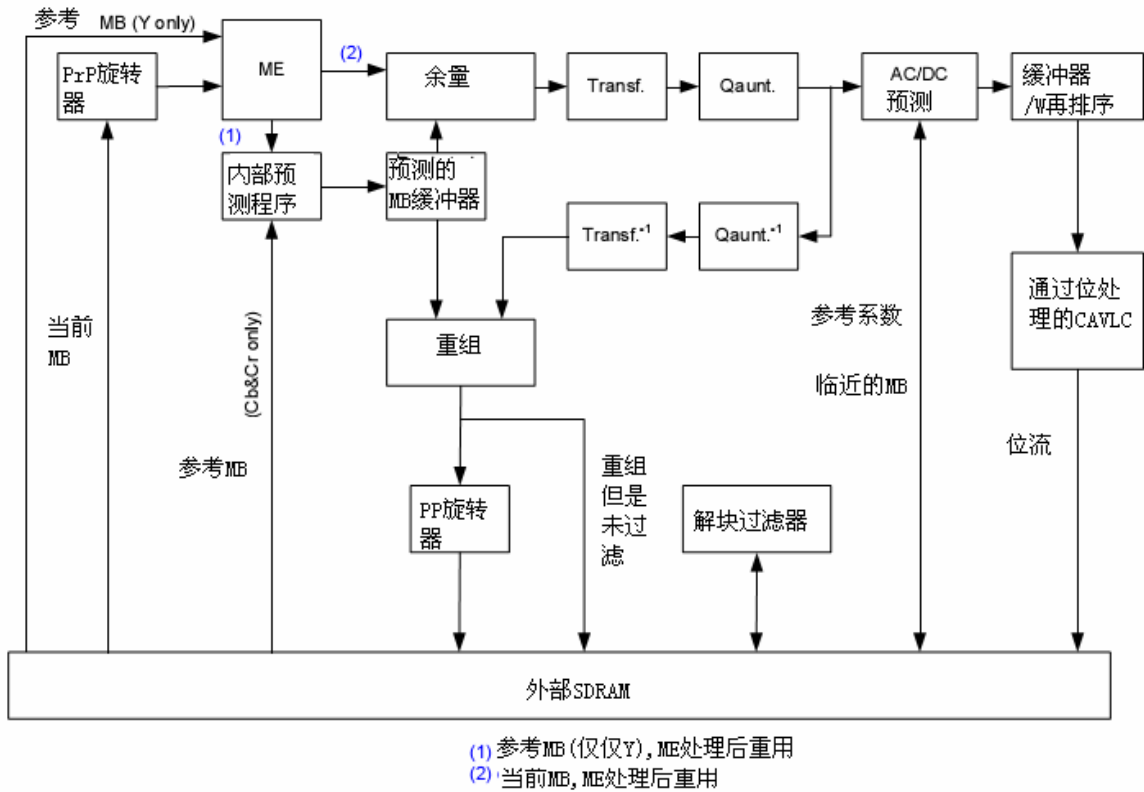 参考 MB (Y only)
PrP旋转
器
ME
(2)
余量
Transf.
Qaunt.
AC/DC
预测
缓冲器
/W再排序
(1)
内部预
测程序
预测的
MB缓冲器
Transf.*1
Qaunt.*1
通过位处
理的CAVLC
当前
MB
(Cb&Cr only)
重组
参考系数
临近的MB
参考MB
位流
PP旋转
器
重组
但是
未过
滤
解块过滤器
外部SDRAM
(1) 参考MB(仅仅Y),ME处理后重用
(2) 当前MB,ME处理后重用